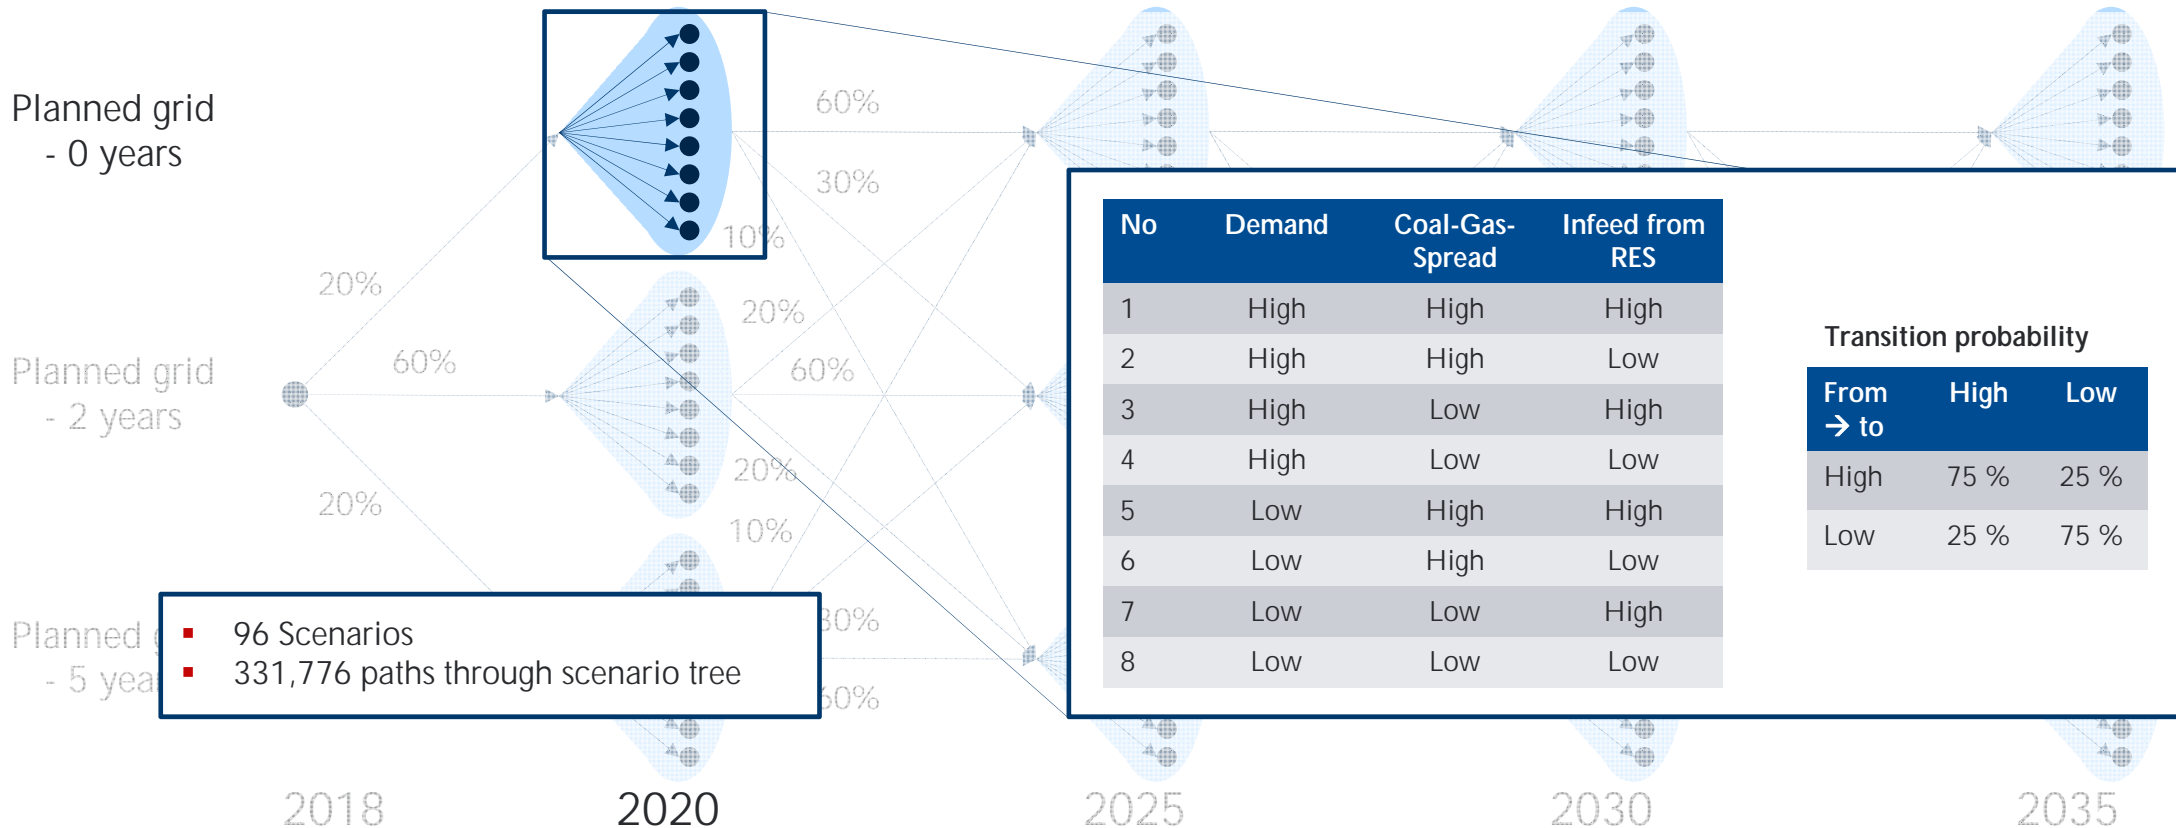 Planned grid
- 0 years
60%
30%
10%
20%
Planned grid
- 2 years
60%
20%
60%
20%
20%
10%
30%
60%
Planned
- 5
96 Scenarios
331,776 paths through scenario tree
No Demand Coal-Gas- Infeed from
Spread RES
1 High High High
2 High High Low
3 High Low High
4 High Low Low
5 Low High High
6 Low High Low
7 Low Low High
8 Low Low Low
Transition probability
From High Low
→ to
High 75 % 25 %
Low 25 % 75 %
2018 2020 2025 2030 2035